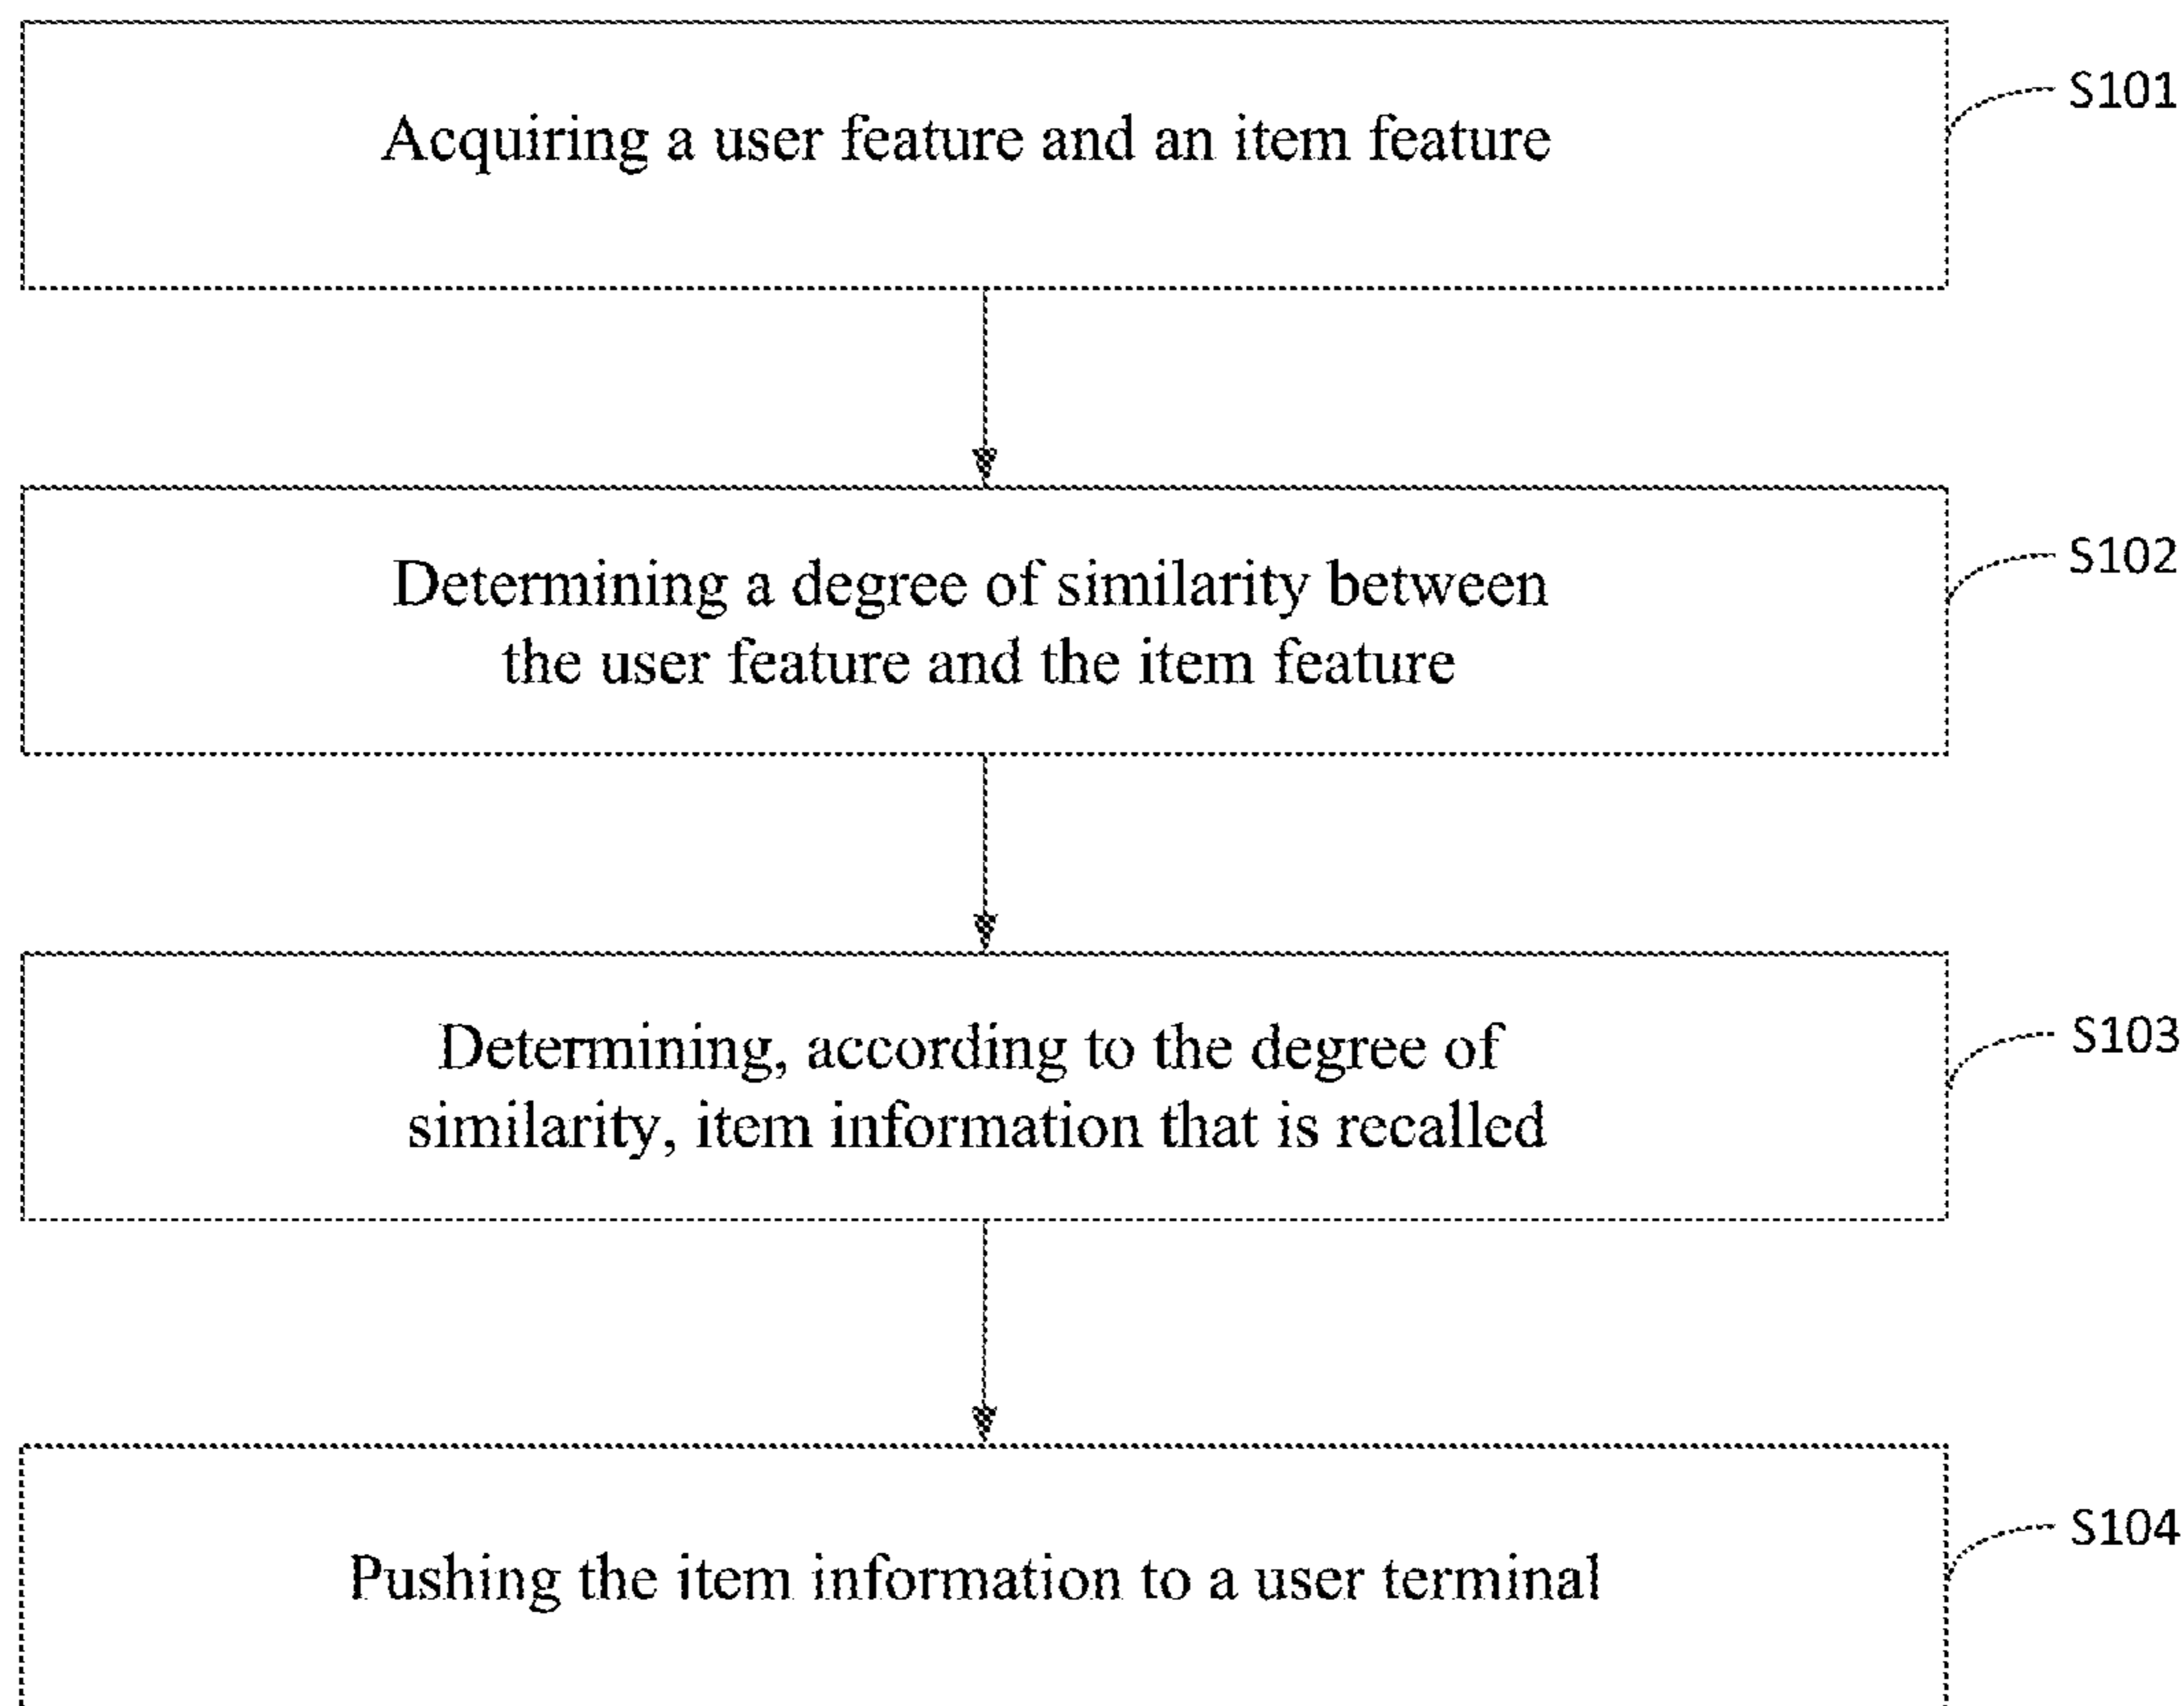 Acquiring a user feature and an item feature
S101
Determining a degree of similarity between
the user feature and the item feature
S102
Determining, according to the degree of
similarity, item information that is recalled
S103
Pushing the item information to a user terminal
S104